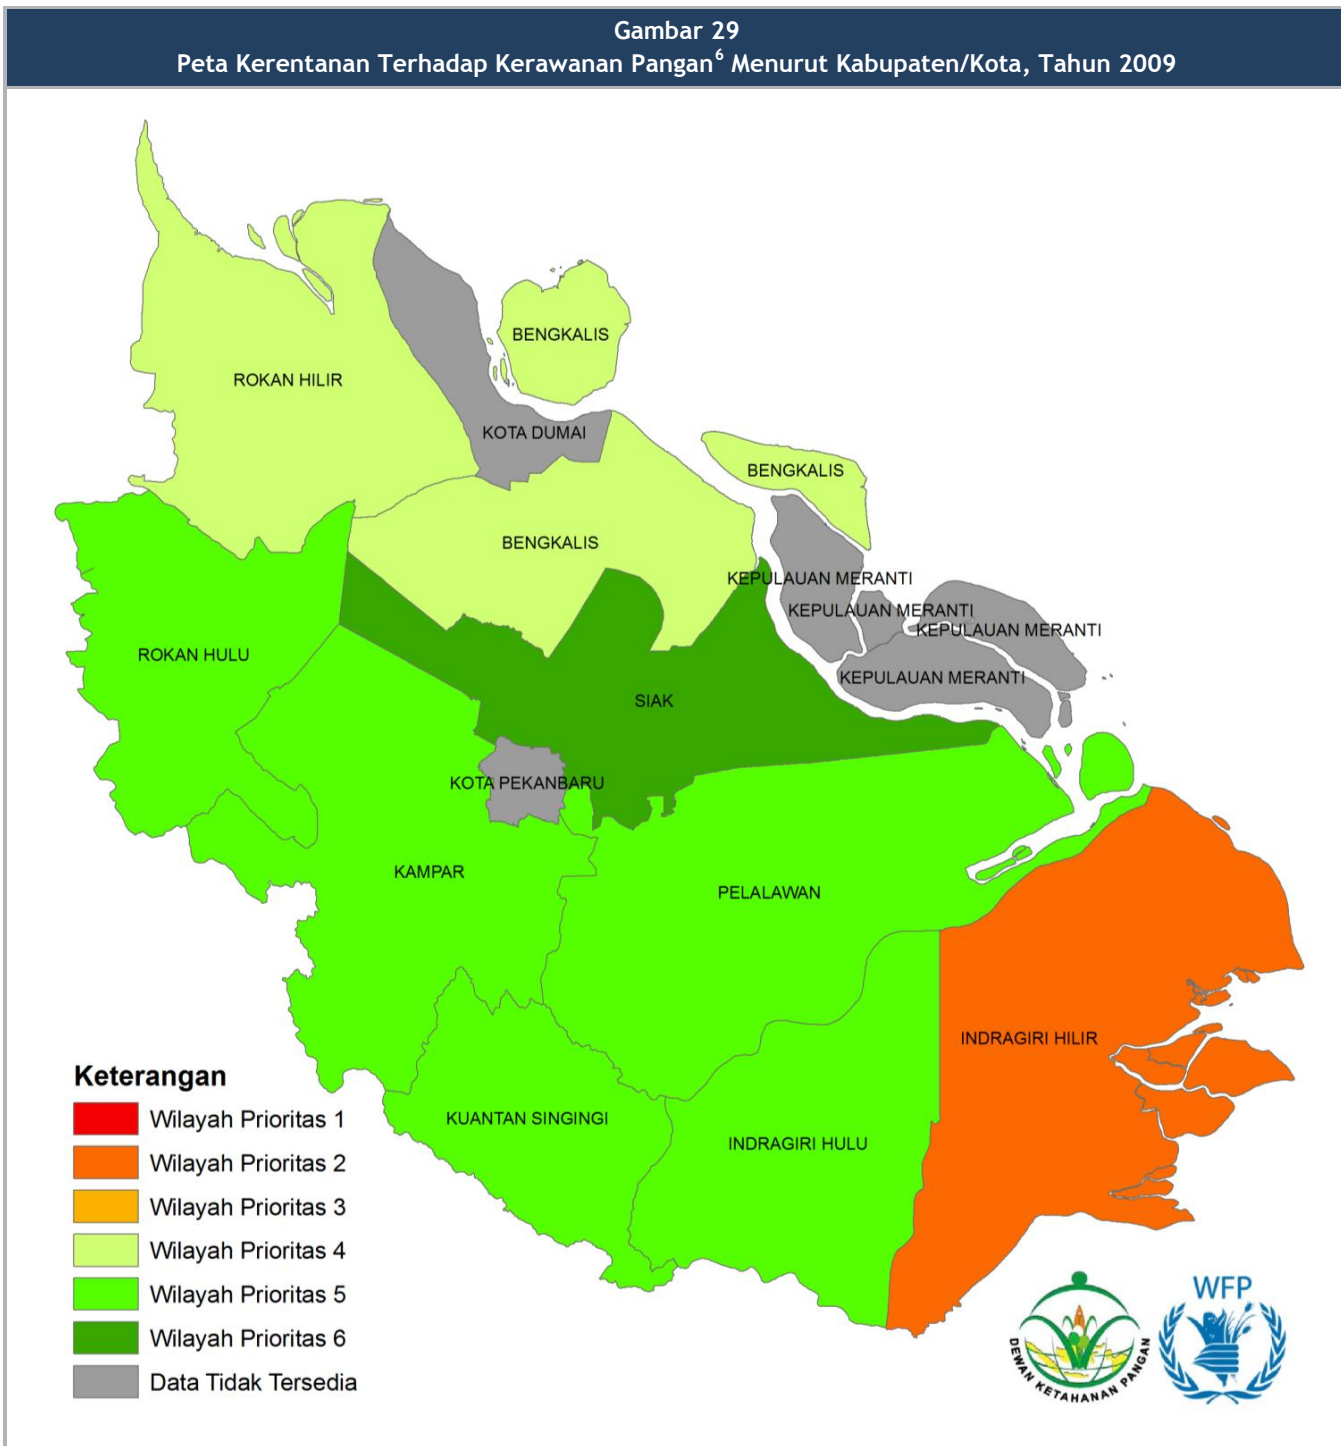 Gambar 29
Peta Kerentanan Terhadap Kerawanan Pangan⁶ Menurut Kabupaten/Kota, Tahun 2009
BENGKALIS
ROKAN HILIR
KOTA DUMAI
BENGKALIS
BENGKALIS
KEPULAUAN MERANTI
KEPULAUAN MERANTI
KEPULAUAN MERANTI
ROKAN HULU
KEPULAUAN MERANTI
SIAK
KOTA PEKANBARU
KAMPAR
PELALAWAN
INDRAGIRI HILIR
KUANTAN SINGINGI
INDRAGIRI HULU
Keterangan
Wilayah Prioritas 1
Wilayah Prioritas 2
Wilayah Prioritas 3
Wilayah Prioritas 4
Wilayah Prioritas 5
Wilayah Prioritas 6
Data Tidak Tersedia
DEWAN KETAHANAN PANGAN
WFP